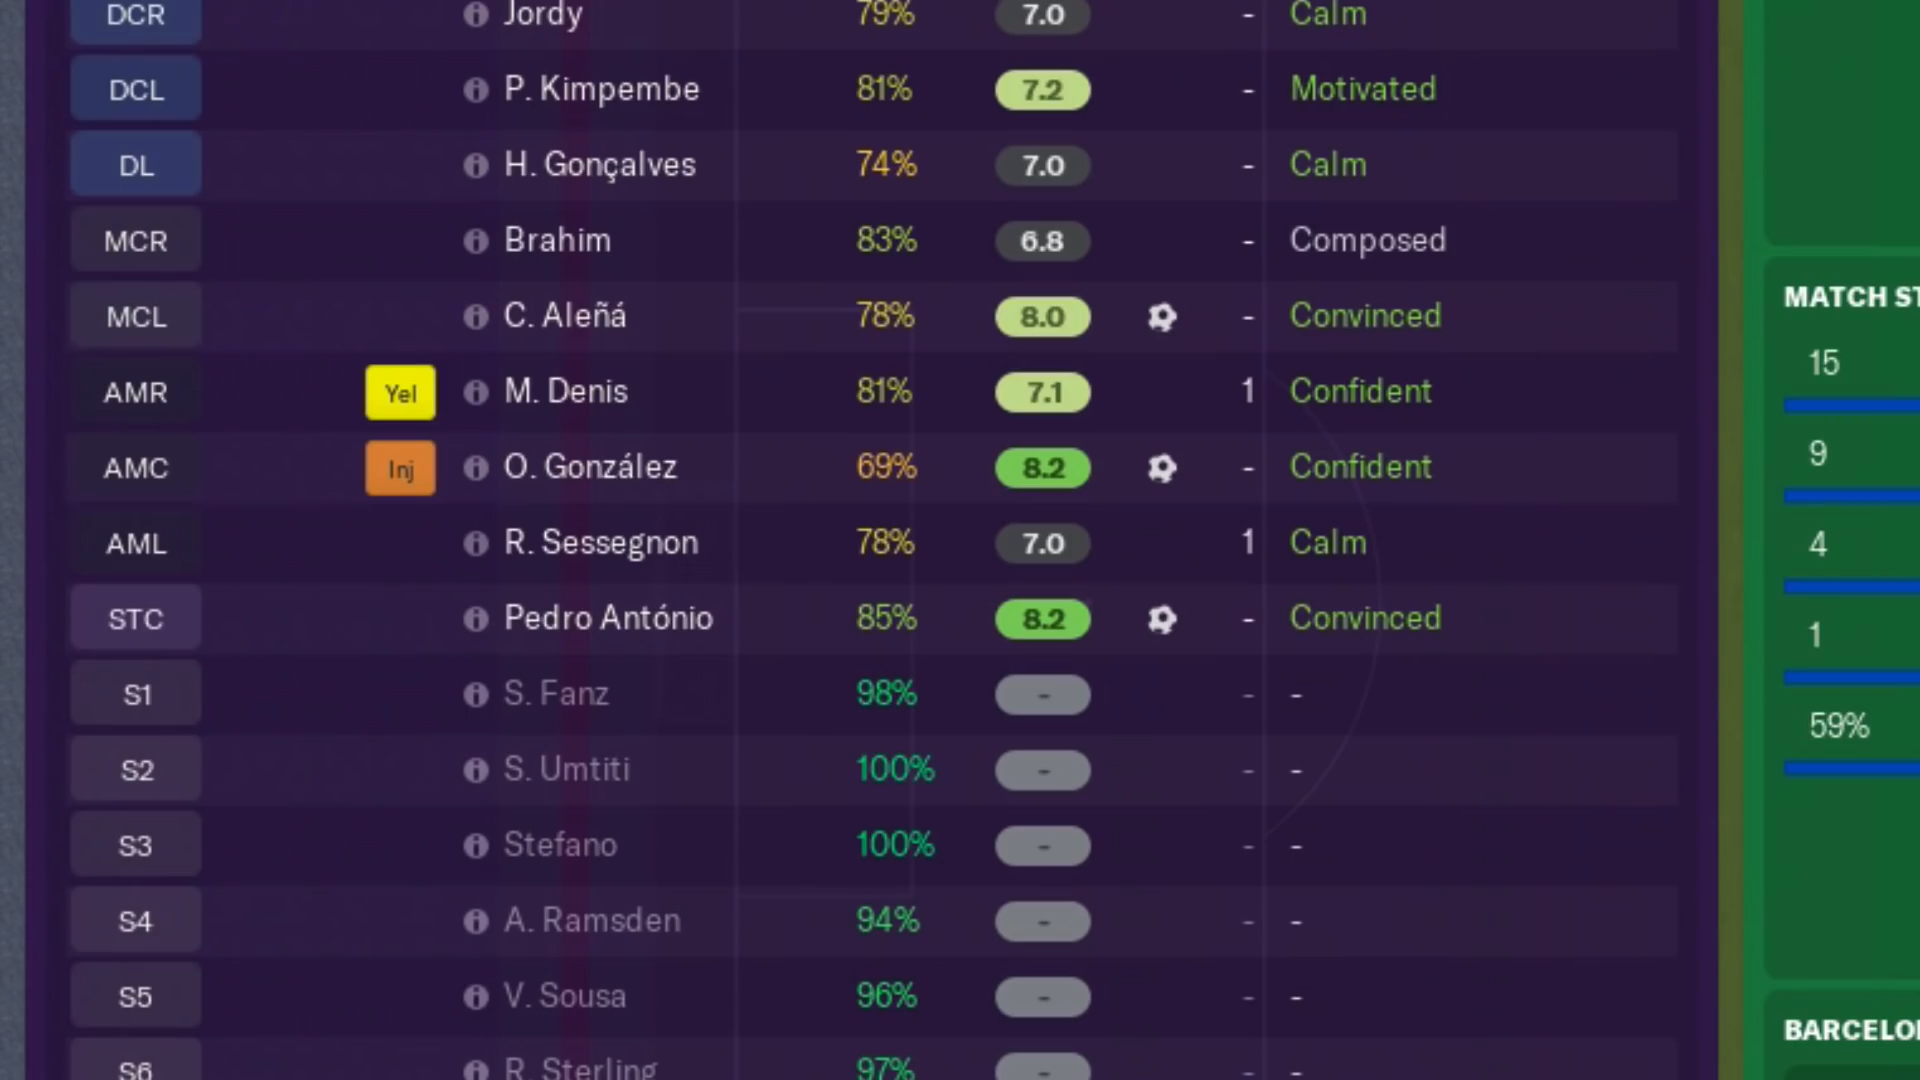 DCR Jordy 79% 7.0 - Calm
DCL P. Kimpembe 81% 7.2 - Motivated
DL H. Gonçalves 74% 7.0 - Calm
MCR Brahim 83% 6.8 - Composed
MCL C. Aleñá 78% 8.0 - Convinced
AMR Yel M. Denis 81% 7.1 1 Confident
AMC Inj O. González 69% 8.2 - Confident
AML R. Sessegnon 78% 7.0 1 Calm
STC Pedro António 85% 8.2 - Convinced
S1 S. Fanz 98% - - -
S2 S. Umtiti 100% - - -
S3 Stefano 100% - - -
S4 A. Ramsden 94% - - -
S5 V. Sousa 96% - - -
S6 R. Sterling 97% - - -
MATCH ST
15
9
4
1
59%
BARCELO